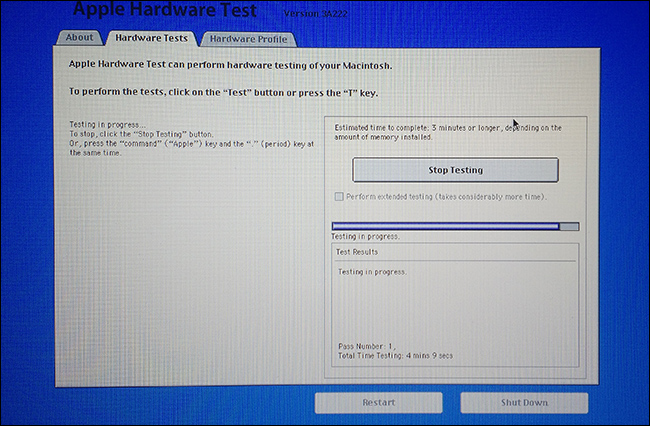 Apple Hardware Test Version 3A222
About Hardware Tests Hardware Profile
Apple Hardware Test can perform hardware testing of your Macintosh.
To perform the tests, click on the "Test" button or press the "T" key.
Testing in progress...
To stop, click the "Stop Testing" button.
Or, press the "command" ("Apple") key and the "." (period) key at
the same time.
Estimated time to complete: 3 minutes or longer, depending on the
amount of memory installed.
Stop Testing
Perform extended testing (takes considerably more time).
Testing in progress.
Test Results
Testing in progress.
Pass Number: 1,
Total Time Testing: 4 mins 9 secs
Restart Shut Down